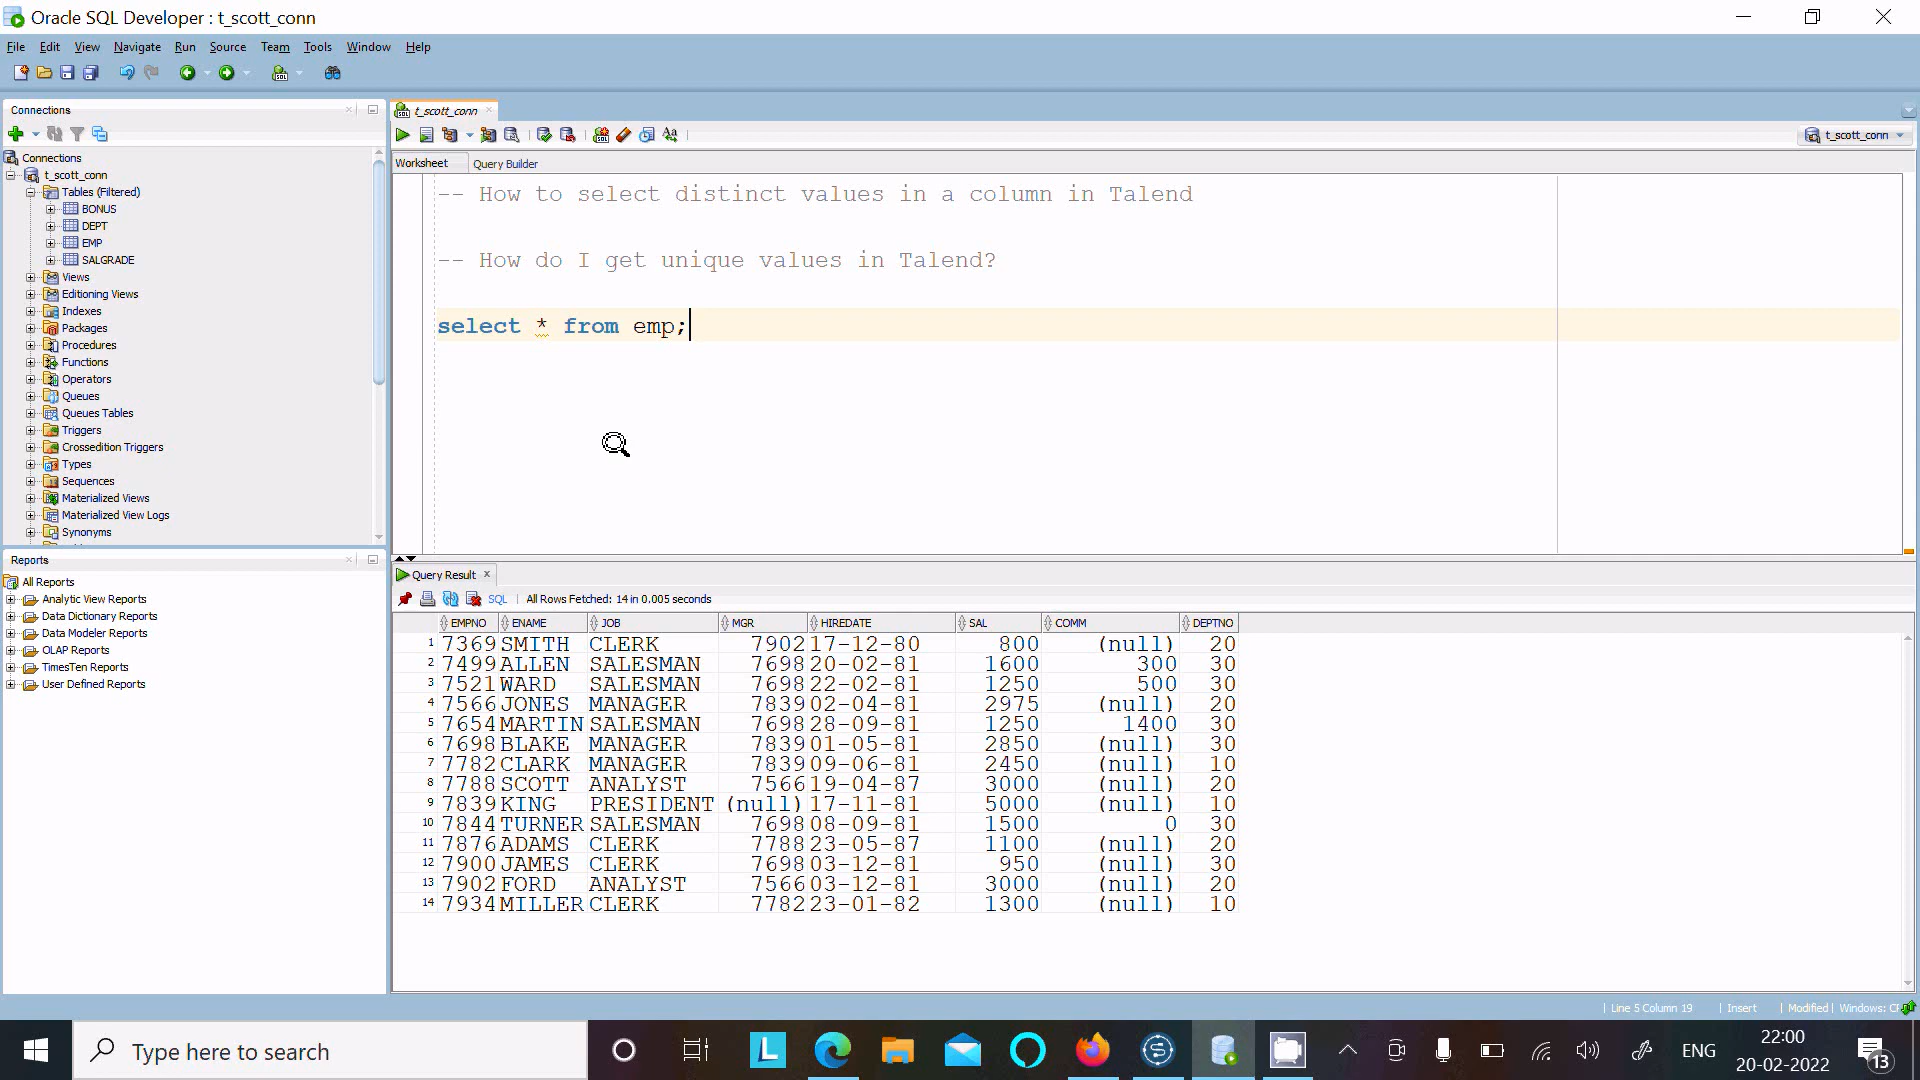 Oracle SQL Developer : t_scott_conn
File Edit View Navigate Run Source Team Tools Window Help
Connections
t_scott_conn
t_scott_conn
Worksheet Query Builder
Connections
t_scott_conn
Tables (Filtered)
BONUS
DEPT
EMP
SALGRADE
Views
Editioning Views
Indexes
Packages
Procedures
Functions
Operators
Queues
Queues Tables
Triggers
Crossedition Triggers
Types
Sequences
Materialized Views
Materialized View Logs
Synonyms
-- How to select distinct values in a column in Talend
-- How do I get unique values in Talend?
select * from emp;
Reports
All Reports
Analytic View Reports
Data Dictionary Reports
Data Modeler Reports
OLAP Reports
TimesTen Reports
User Defined Reports
Query Result
SQL All Rows Fetched: 14 in 0.005 seconds
EMPNO ENAME JOB MGR HIREDATE SAL COMM DEPTNO
1 7369 SMITH CLERK 7902 17-12-80 800 (null) 20
2 7499 ALLEN SALESMAN 7698 20-02-81 1600 300 30
3 7521 WARD SALESMAN 7698 22-02-81 1250 500 30
4 7566 JONES MANAGER 7839 02-04-81 2975 (null) 20
5 7654 MARTIN SALESMAN 7698 28-09-81 1250 1400 30
6 7698 BLAKE MANAGER 7839 01-05-81 2850 (null) 30
7 7782 CLARK MANAGER 7839 09-06-81 2450 (null) 10
8 7788 SCOTT ANALYST 7566 19-04-87 3000 (null) 20
9 7839 KING PRESIDENT (null) 17-11-81 5000 (null) 10
10 7844 TURNER SALESMAN 7698 08-09-81 1500 0 30
11 7876 ADAMS CLERK 7788 23-05-87 1100 (null) 20
12 7900 JAMES CLERK 7698 03-12-81 950 (null) 30
13 7902 FORD ANALYST 7566 03-12-81 3000 (null) 20
14 7934 MILLER CLERK 7782 23-01-82 1300 (null) 10
Line 5 Column 19 Insert Modified Windows:
Type here to search
L
ENG
22:00
20-02-2022
13